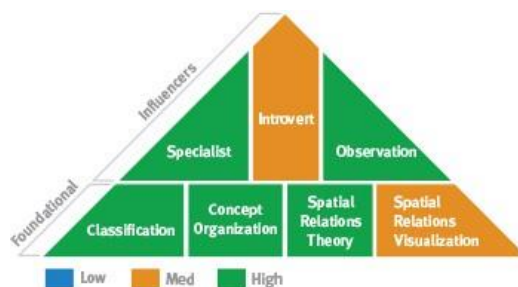 Influencers
Introvert
Specialist
Observation
Foundational
Classification
Concept
Organization
Spatial
Relations
Theory
Spatial
Relations
Visualization
Low
Med
High